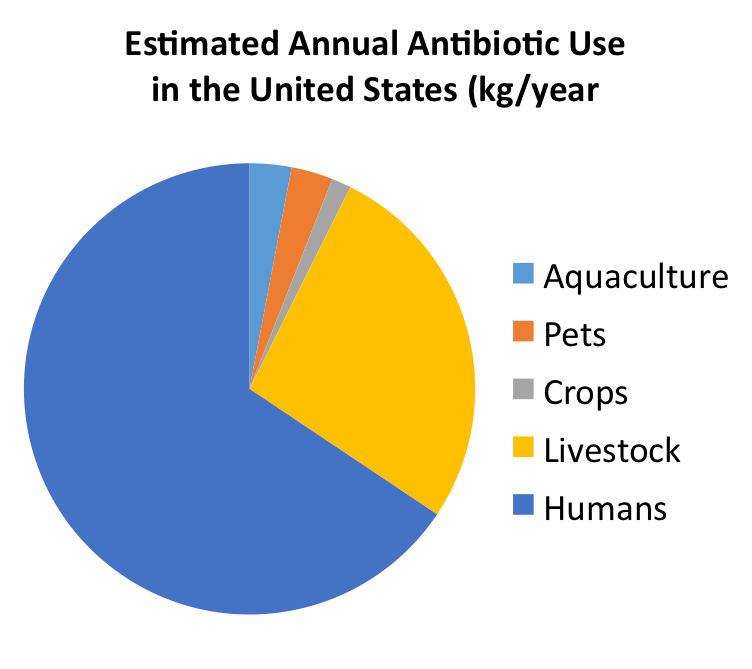 Estimated Annual Antibiotic Use
in the United States (kg/year
Aquaculture
Pets
Crops
Livestock
Humans